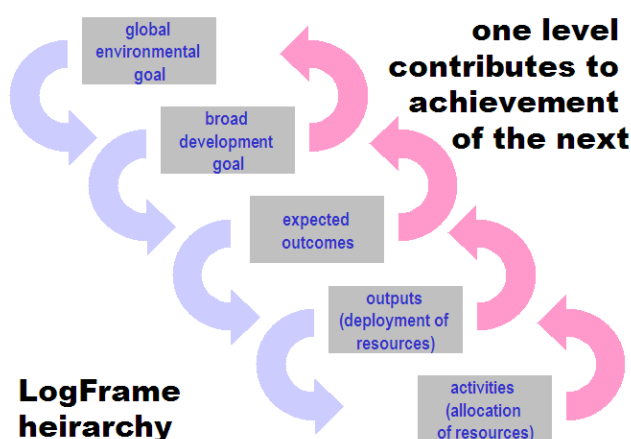 global
environmental
goal
one level
contributes to
achievement
of the next
broad
development
goal
expected
outcomes
outputs
(deployment of
resources)
activities
(allocation
of resources)
LogFrame
heirarchy